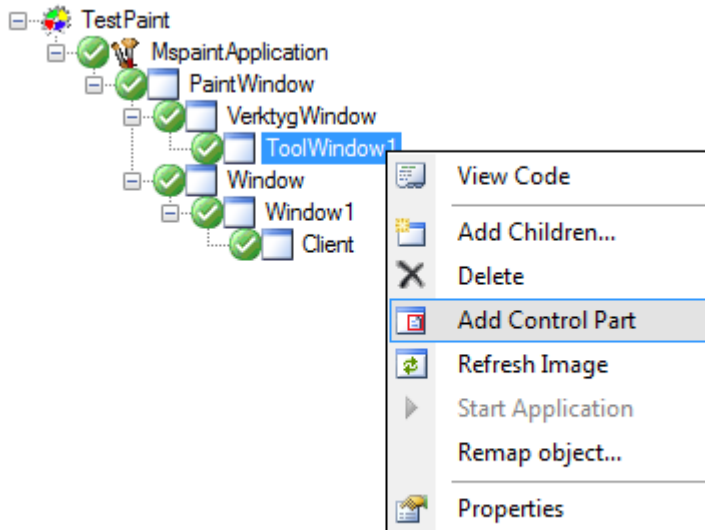 TestPaint
MspaintApplication
PaintWindow
VerktygWindow
ToolWindow1
Window
Window1
Client
View Code
Add Children...
Delete
Add Control Part
Refresh Image
Start Application
Remap object...
Properties